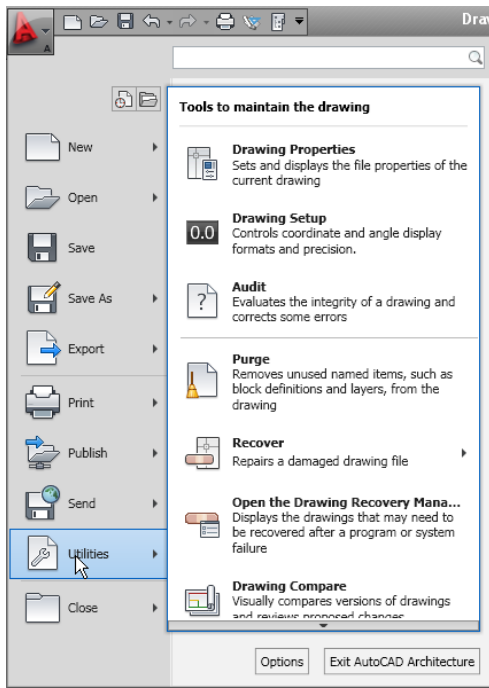 Draw
A
Tools to maintain the drawing
New
Open
Save
Save As
Export
Print
Publish
Send
Utilities
Close
Drawing Properties
Sets and displays the file properties of the
current drawing
0.0
Drawing Setup
Controls coordinate and angle display
formats and precision.
?
Audit
Evaluates the integrity of a drawing and
corrects some errors
Purge
Removes unused named items, such as
block definitions and layers, from the
drawing
Recover
Repairs a damaged drawing file
Open the Drawing Recovery Mana...
Displays the drawings that may need to
be recovered after a program or system
failure
Drawing Compare
Visually compares versions of drawings
and reviews proposed changes
Options
Exit AutoCAD Architecture